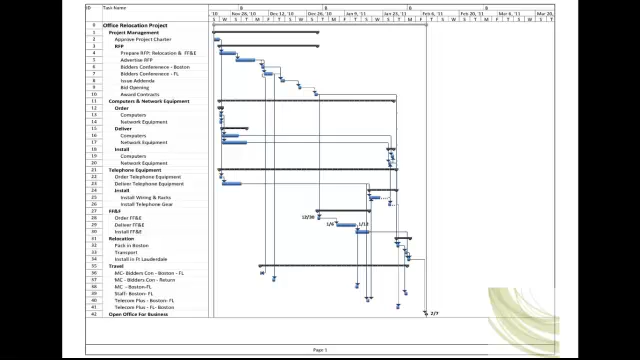 ID Task Name '10 Nov 28, '10 Dec 12, '10 Dec 26, '10 Jan 9, '11 Jan 23, '11 Feb 6, '11 Feb 20, '11 Mar 6, '11 Mar 20,
0 Office Relocation Project
1 Project Management
2 Approve Project Charter
3 RFP
4 Prepare RFP: Relocation & FF&E
5 Advertise RFP
6 Bidders Conferenece - Boston
7 Bidders Conferenece - FL
8 Issue Addenda
9 Bid Opening
10 Award Contracts
11 Computers & Network Equipment
12 Order
13 Computers
14 Network Equipment
15 Deliver
16 Computers
17 Network Equipment
18 Install
19 Computers
20 Network Equipment
21 Telephone Equipment
22 Order Telephone Equipment
23 Deliver Telephone Equipment
24 Install
25 Install Wiring & Racks
26 Install Telephone Gear
27 FF&E
28 Order FF&E 12/30
29 Deliver FF&E 1/6 1/13
30 Install FF&E
31 Relocation
32 Pack in Boston
33 Transport
34 Install in Ft Lauderdale
35 Travel
36 MC- Bidders Con - Boston - FL
37 MC - Bidders Con - Return
38 MC - Boston-FL
39 Staff- Boston- FL
40 Telecom Plus - Boston- FL
41 Telecom Plus - FL- Boston
42 Open Office For Business 2/7
Page 1